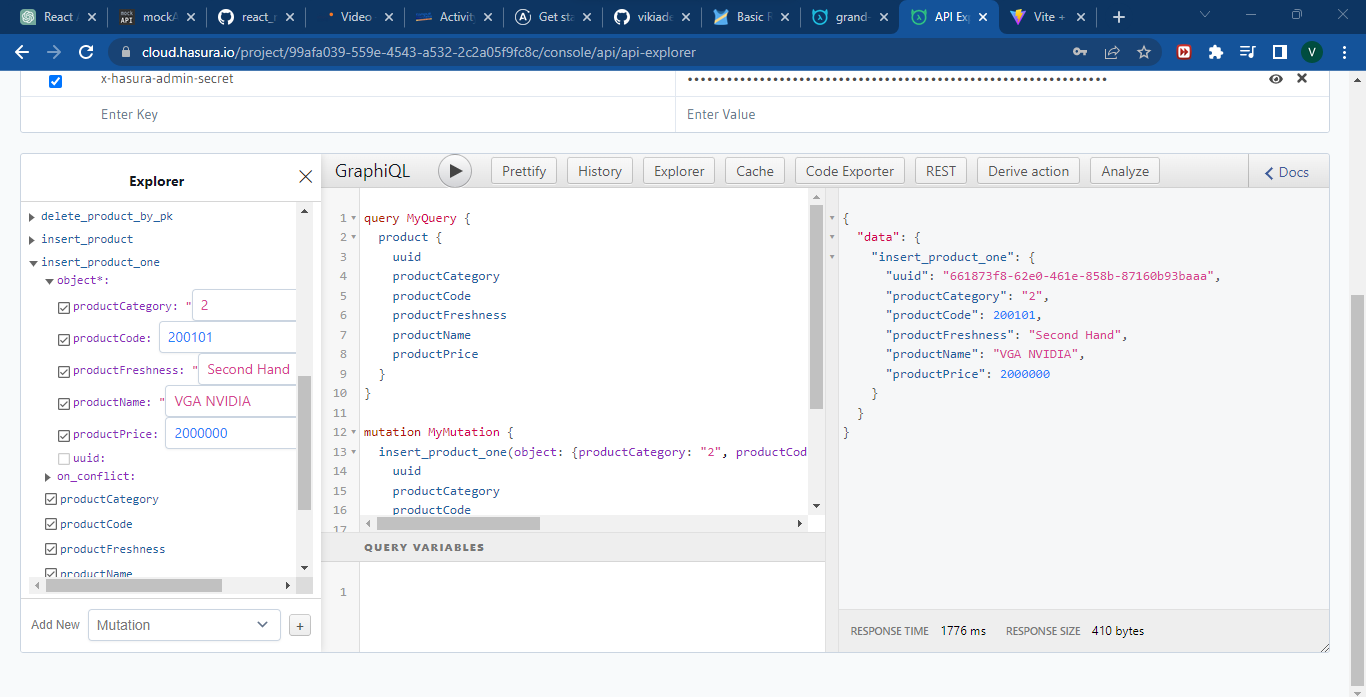 React A
mock API mockA
react_r
Video
Activity
Get sta
vikiade
Basic R
grand-
API Exp
Vite +
cloud.hasura.io/project/99afa039-559e-4543-a532-2c2a05f9fc8c/console/api/api-explorer
V
x-hasura-admin-secret
Enter Key Enter Value
Explorer
GraphiQL Prettify History Explorer Cache Code Exporter REST Derive action Analyze Docs
delete_product_by_pk
insert_product
insert_product_one
object*:
productCategory: "2
productCode: 200101
productFreshness: "Second Hand
productName: "VGA NVIDIA
productPrice: 2000000
uuid:
on_conflict:
productCategory
productCode
productFreshness
productName
Add New Mutation +
1 query MyQuery {
2 product {
3 uuid
4 productCategory
5 productCode
6 productFreshness
7 productName
8 productPrice
9 }
10 }
11
12 mutation MyMutation {
13 insert_product_one(object: {productCategory: "2", productCod
14 uuid
15 productCategory
16 productCode
17
QUERY VARIABLES
1
{
"data": {
"insert_product_one": {
"uuid": "661873f8-62e0-461e-858b-87160b93baaa",
"productCategory": "2",
"productCode": 200101,
"productFreshness": "Second Hand",
"productName": "VGA NVIDIA",
"productPrice": 2000000
}
}
}
RESPONSE TIME 1776 ms RESPONSE SIZE 410 bytes